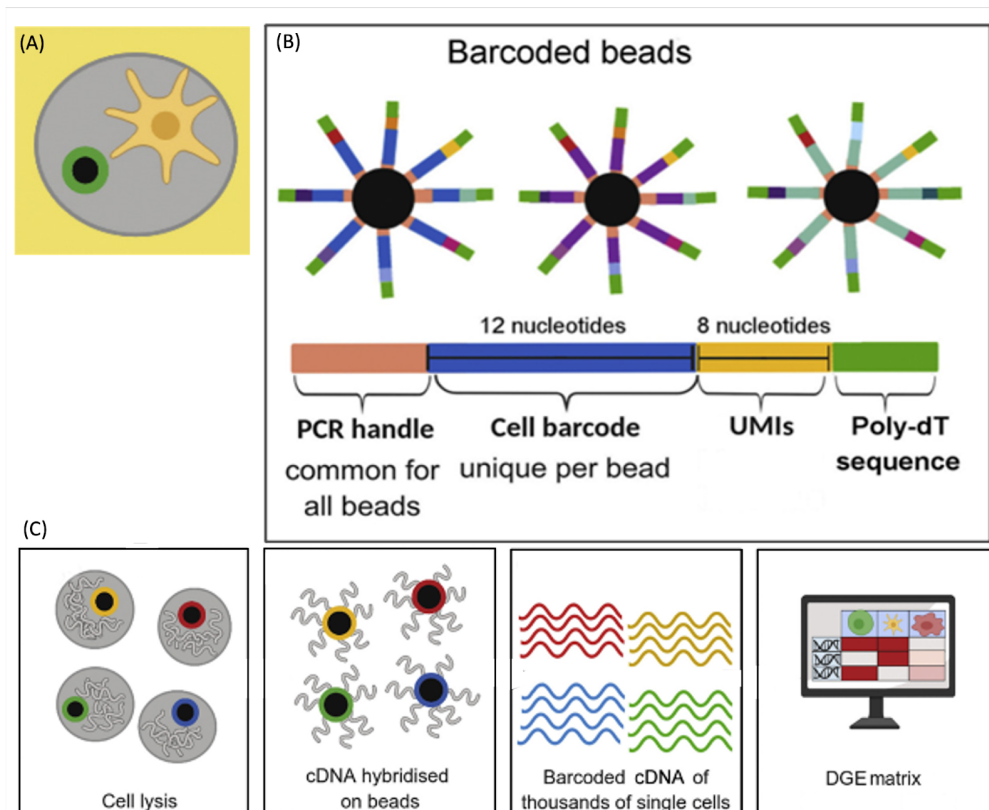 (A)
(B)
Barcoded beads
12 nucleotides
8 nucleotides
PCR handle
common for
all beads
Cell barcode
unique per bead
UMIs
Poly-dT
sequence
(C)
Cell lysis
cDNA hybridised
on beads
Barcoded cDNA of
thousands of single cells
DGE matrix